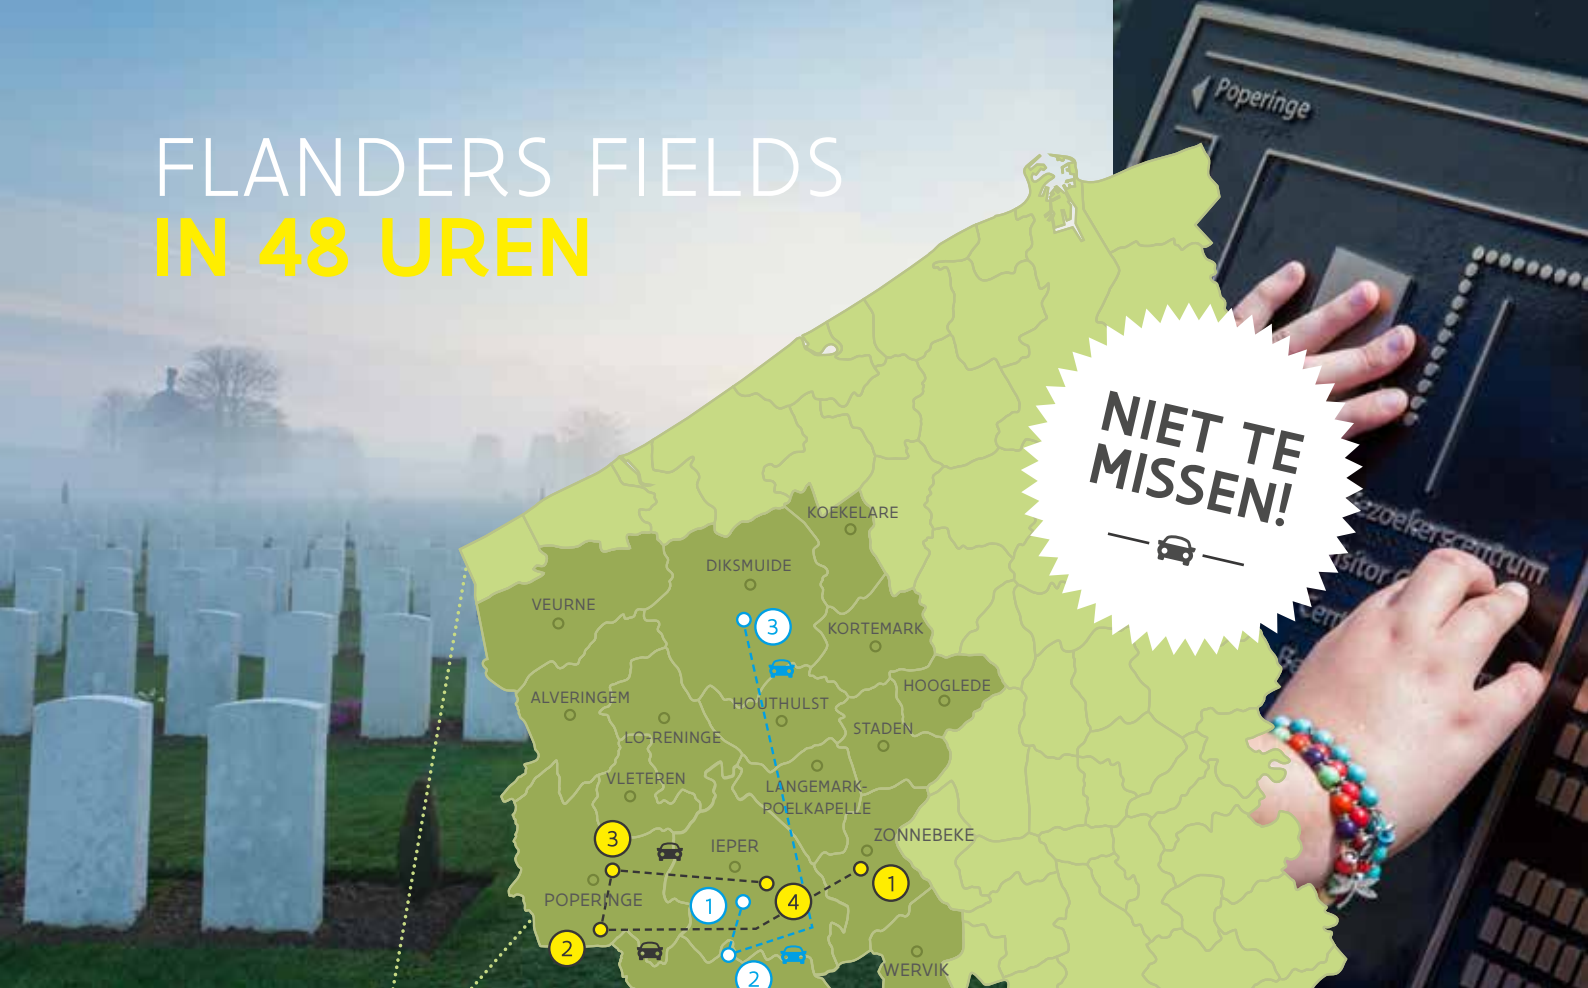 FLANDERS FIELDS
IN 48 UREN
Poperinge
NIET TE
MISSEN!
bezoekerscentrum
KOEKELARE
DIKSMUIDE
VEURNE
3
KORTEMARK
HOOGLEDE
ALVERINGEM
HOUTHULST
STADEN
LO-RENINGE
VLETEREN
LANGEMARK-
POELKAPELLE
3
IEPER
ZONNEBEKE
1
POPERINGE
1
4
2
WERVIK
2